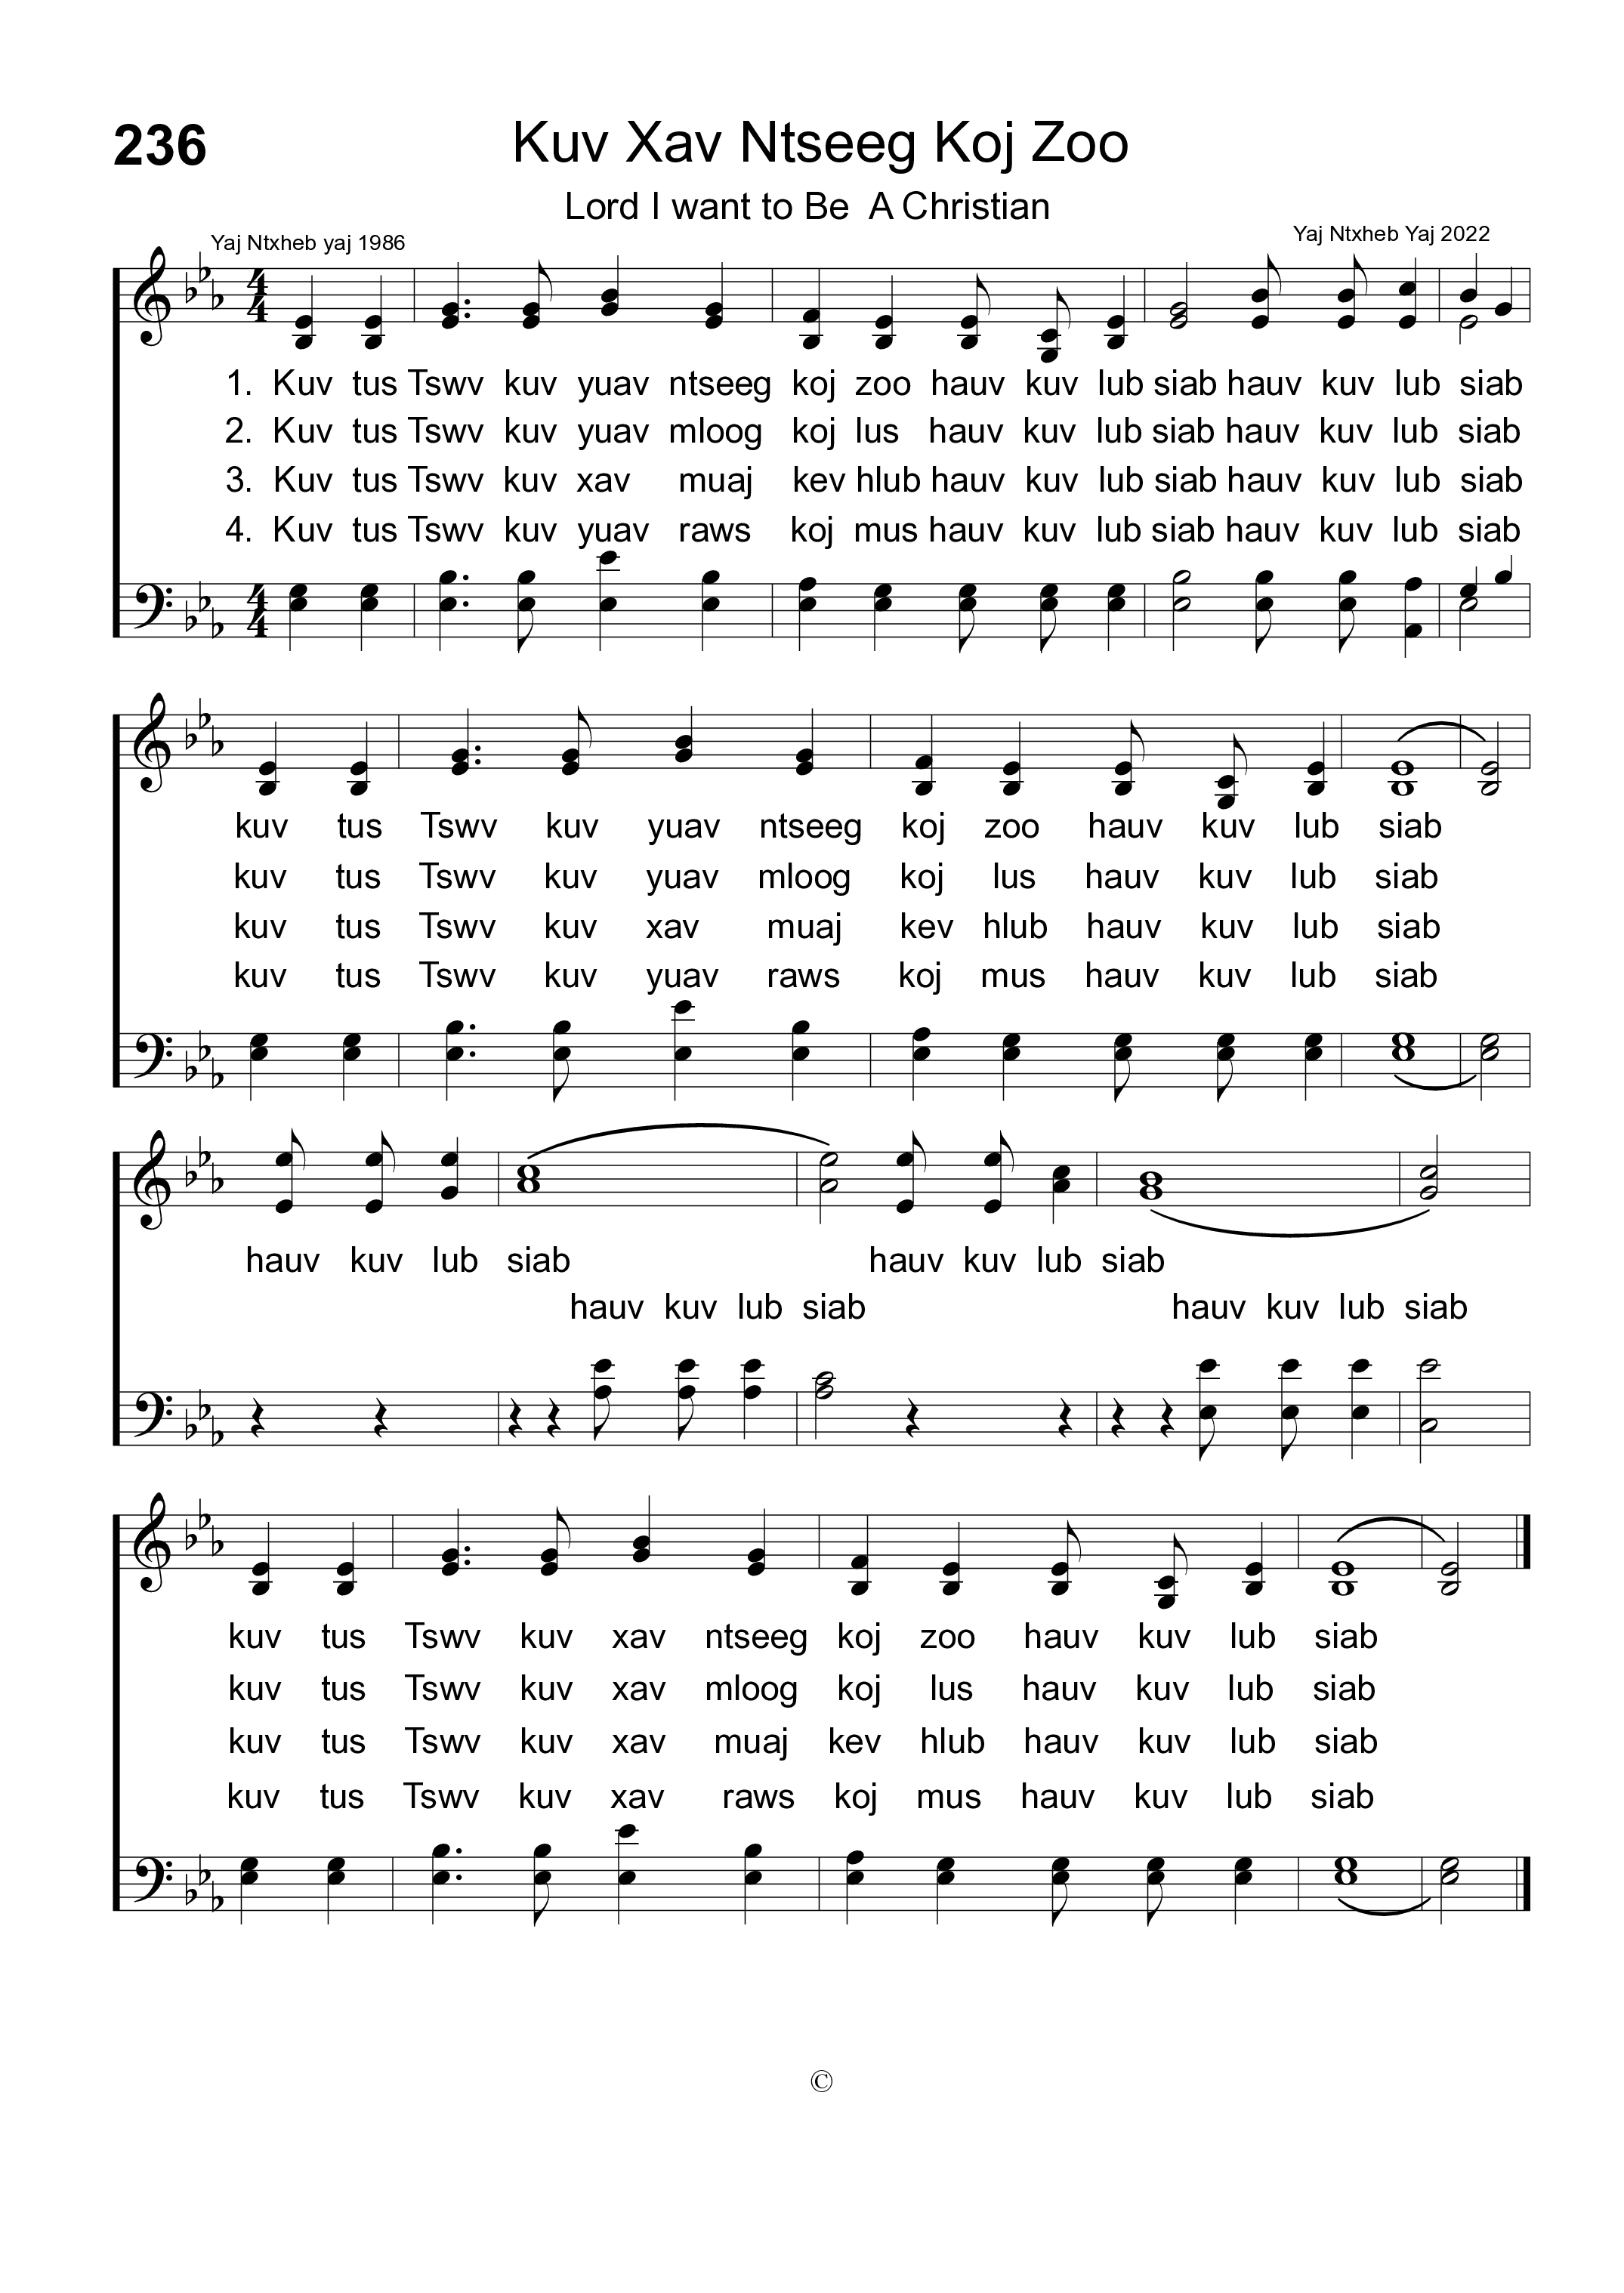 236
Kuv Xav Ntseeg Koj Zoo
Lord I want to Be A Christian
Yaj Ntxheb yaj 1986
Yaj Ntxheb Yaj 2022
1. Kuv tus Tswv kuv yuav ntseeg koj zoo hauv kuv lub siab hauv kuv lub siab
2. Kuv tus Tswv kuv yuav mloog koj lus hauv kuv lub siab hauv kuv lub siab
3. Kuv tus Tswv kuv xav muaj kev hlub hauv kuv lub siab hauv kuv lub siab
4. Kuv tus Tswv kuv yuav raws koj mus hauv kuv lub siab hauv kuv lub siab
kuv tus Tswv kuv yuav ntseeg koj zoo hauv kuv lub siab
kuv tus Tswv kuv yuav mloog koj lus hauv kuv lub siab
kuv tus Tswv kuv xav muaj kev hlub hauv kuv lub siab
kuv tus Tswv kuv yuav raws koj mus hauv kuv lub siab
hauv kuv lub siab hauv kuv lub siab
hauv kuv lub siab hauv kuv lub siab
kuv tus Tswv kuv xav ntseeg koj zoo hauv kuv lub siab
kuv tus Tswv kuv xav mloog koj lus hauv kuv lub siab
kuv tus Tswv kuv xav muaj kev hlub hauv kuv lub siab
kuv tus Tswv kuv xav raws koj mus hauv kuv lub siab
©